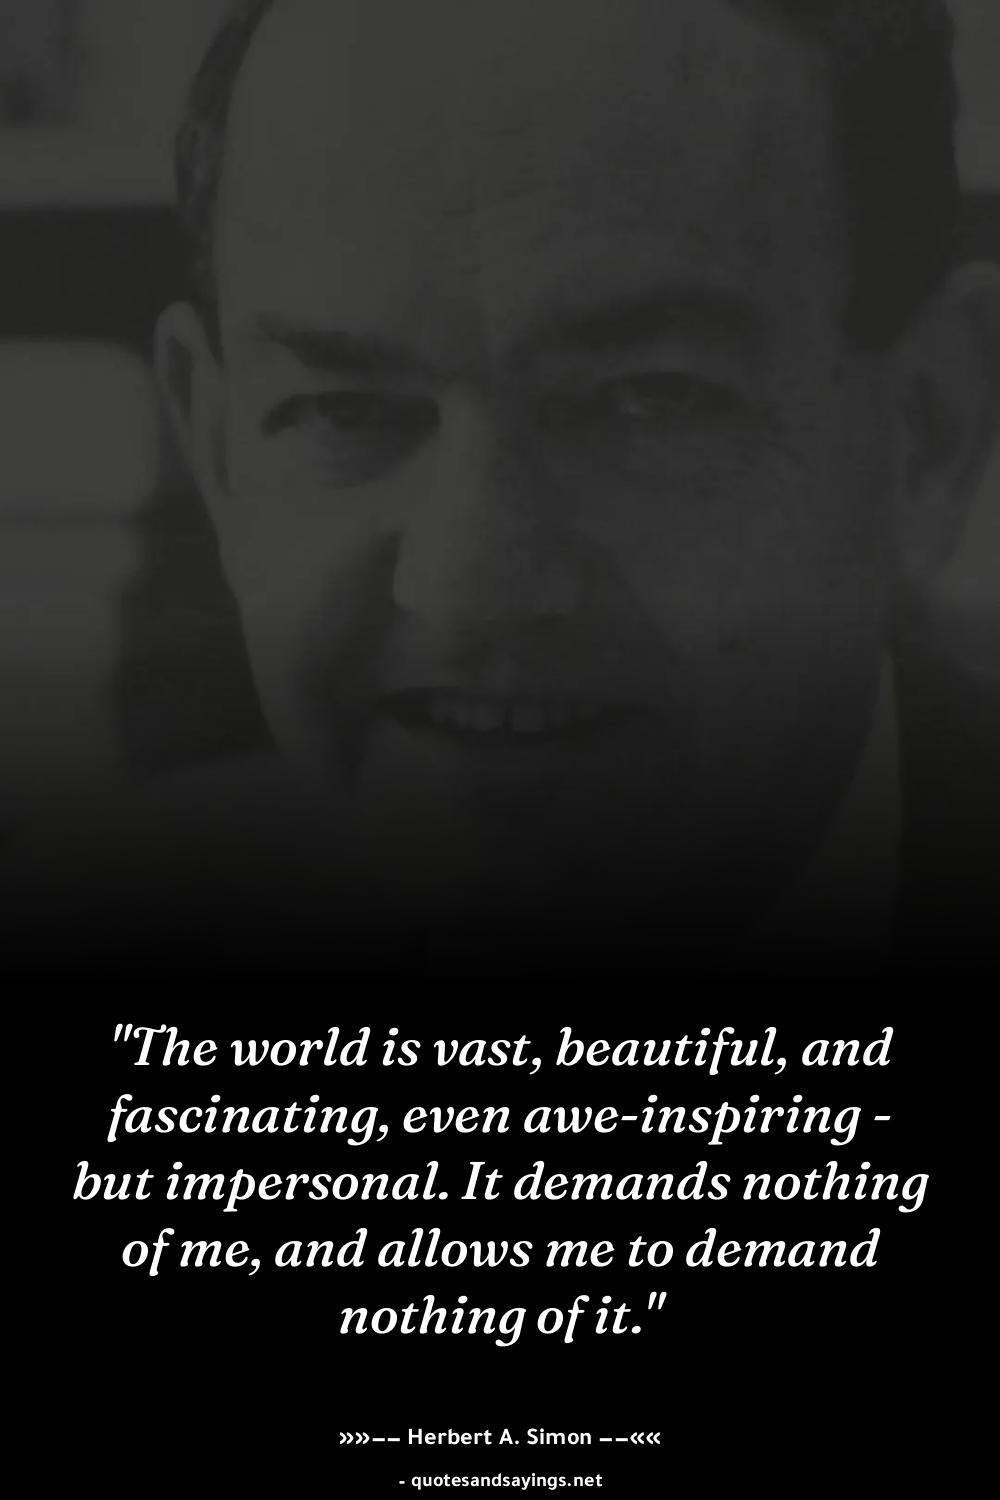 "The world is vast, beautiful, and
fascinating, even awe-inspiring -
but impersonal. It demands nothing
of me, and allows me to demand
nothing of it."
»»−− Herbert A. Simon −−««
- quotesandsayings.net